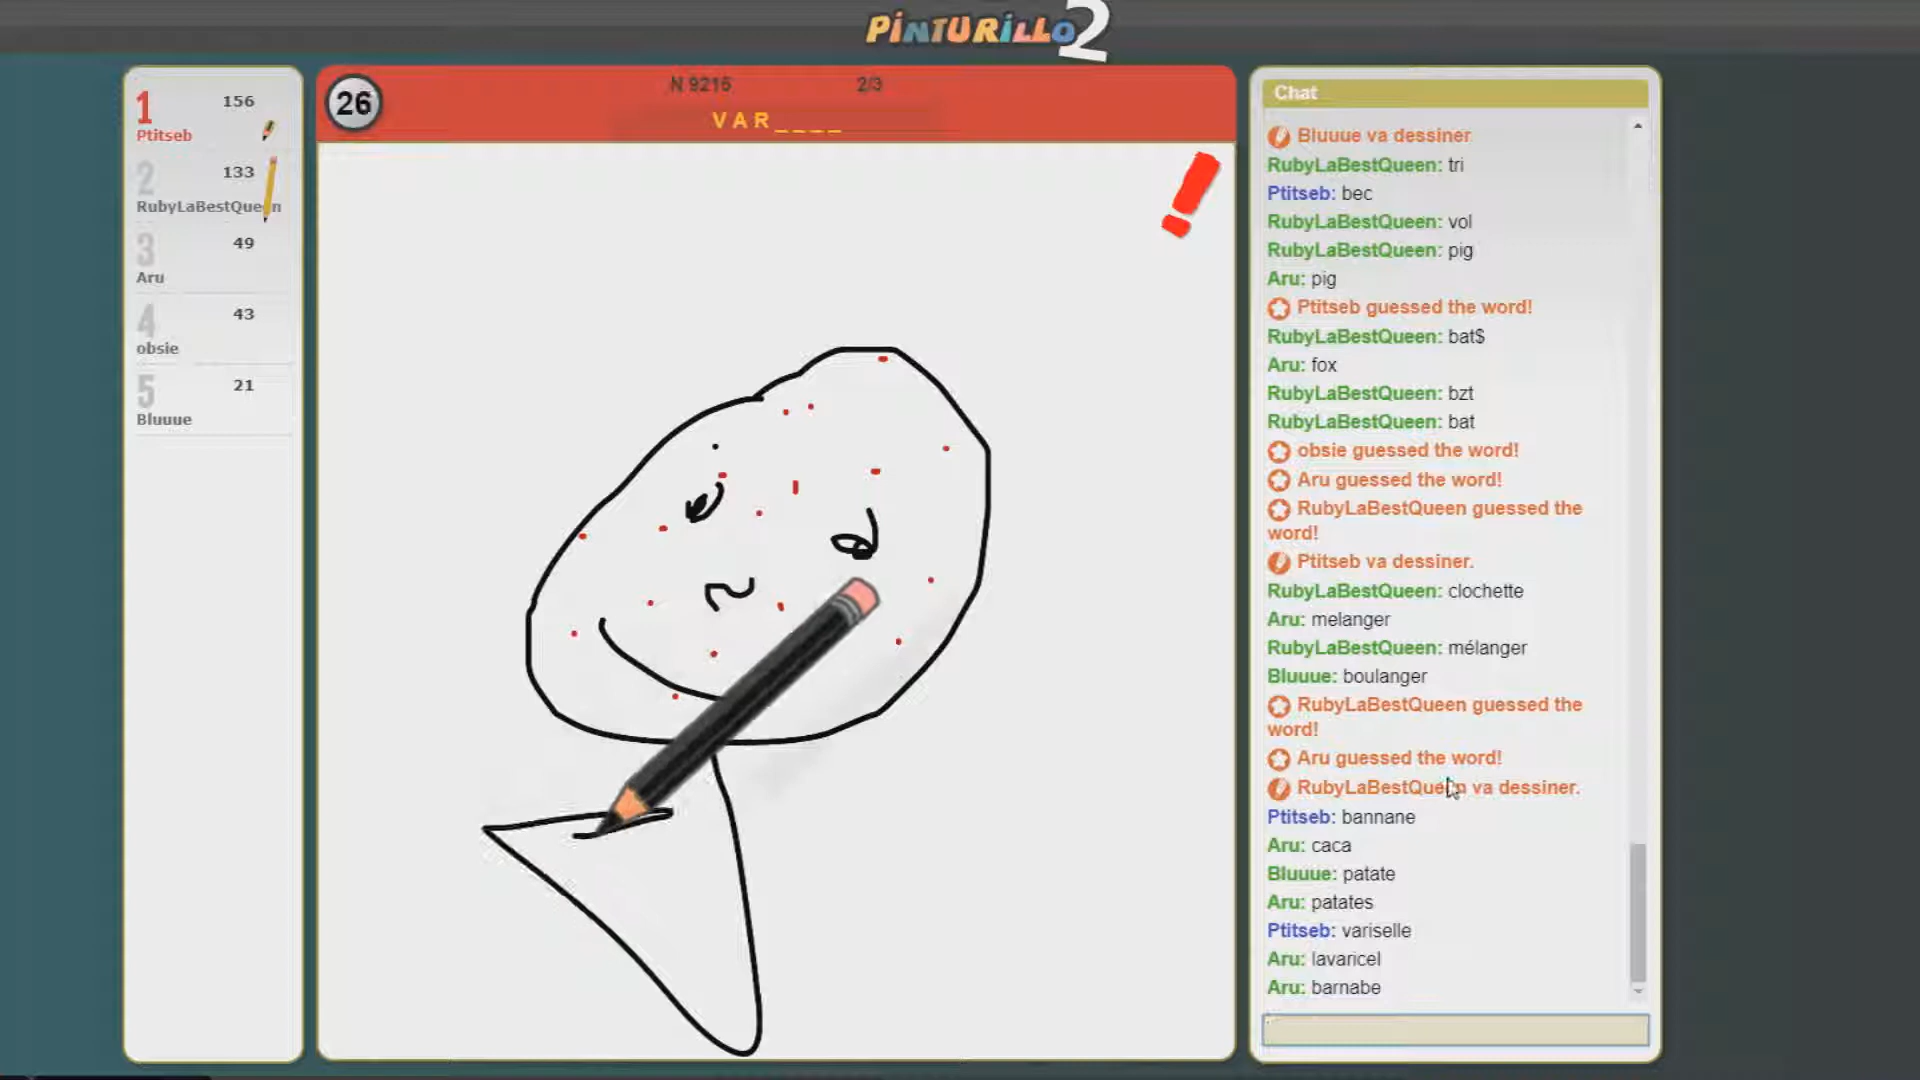 PiNTURiLLO2
1 156
Ptitseb
2 133
RubyLaBestQueen
3 49
Aru
4 43
obsie
5 21
Bluuue
26
N 9216 2/3
VAR____
Chat
Bluuue va dessiner.
RubyLaBestQueen: tri
Ptitseb: bec
RubyLaBestQueen: vol
RubyLaBestQueen: pig
Aru: pig
Ptitseb guessed the word!
RubyLaBestQueen: bat$
Aru: fox
RubyLaBestQueen: bzt
RubyLaBestQueen: bat
obsie guessed the word!
Aru guessed the word!
RubyLaBestQueen guessed the
word!
Ptitseb va dessiner.
RubyLaBestQueen: clochette
Aru: melanger
RubyLaBestQueen: mélanger
Bluuue: boulanger
RubyLaBestQueen guessed the
word!
Aru guessed the word!
RubyLaBestQueen va dessiner.
Ptitseb: bannane
Aru: caca
Bluuue: patate
Aru: patates
Ptitseb: variselle
Aru: lavaricel
Aru: barnabe